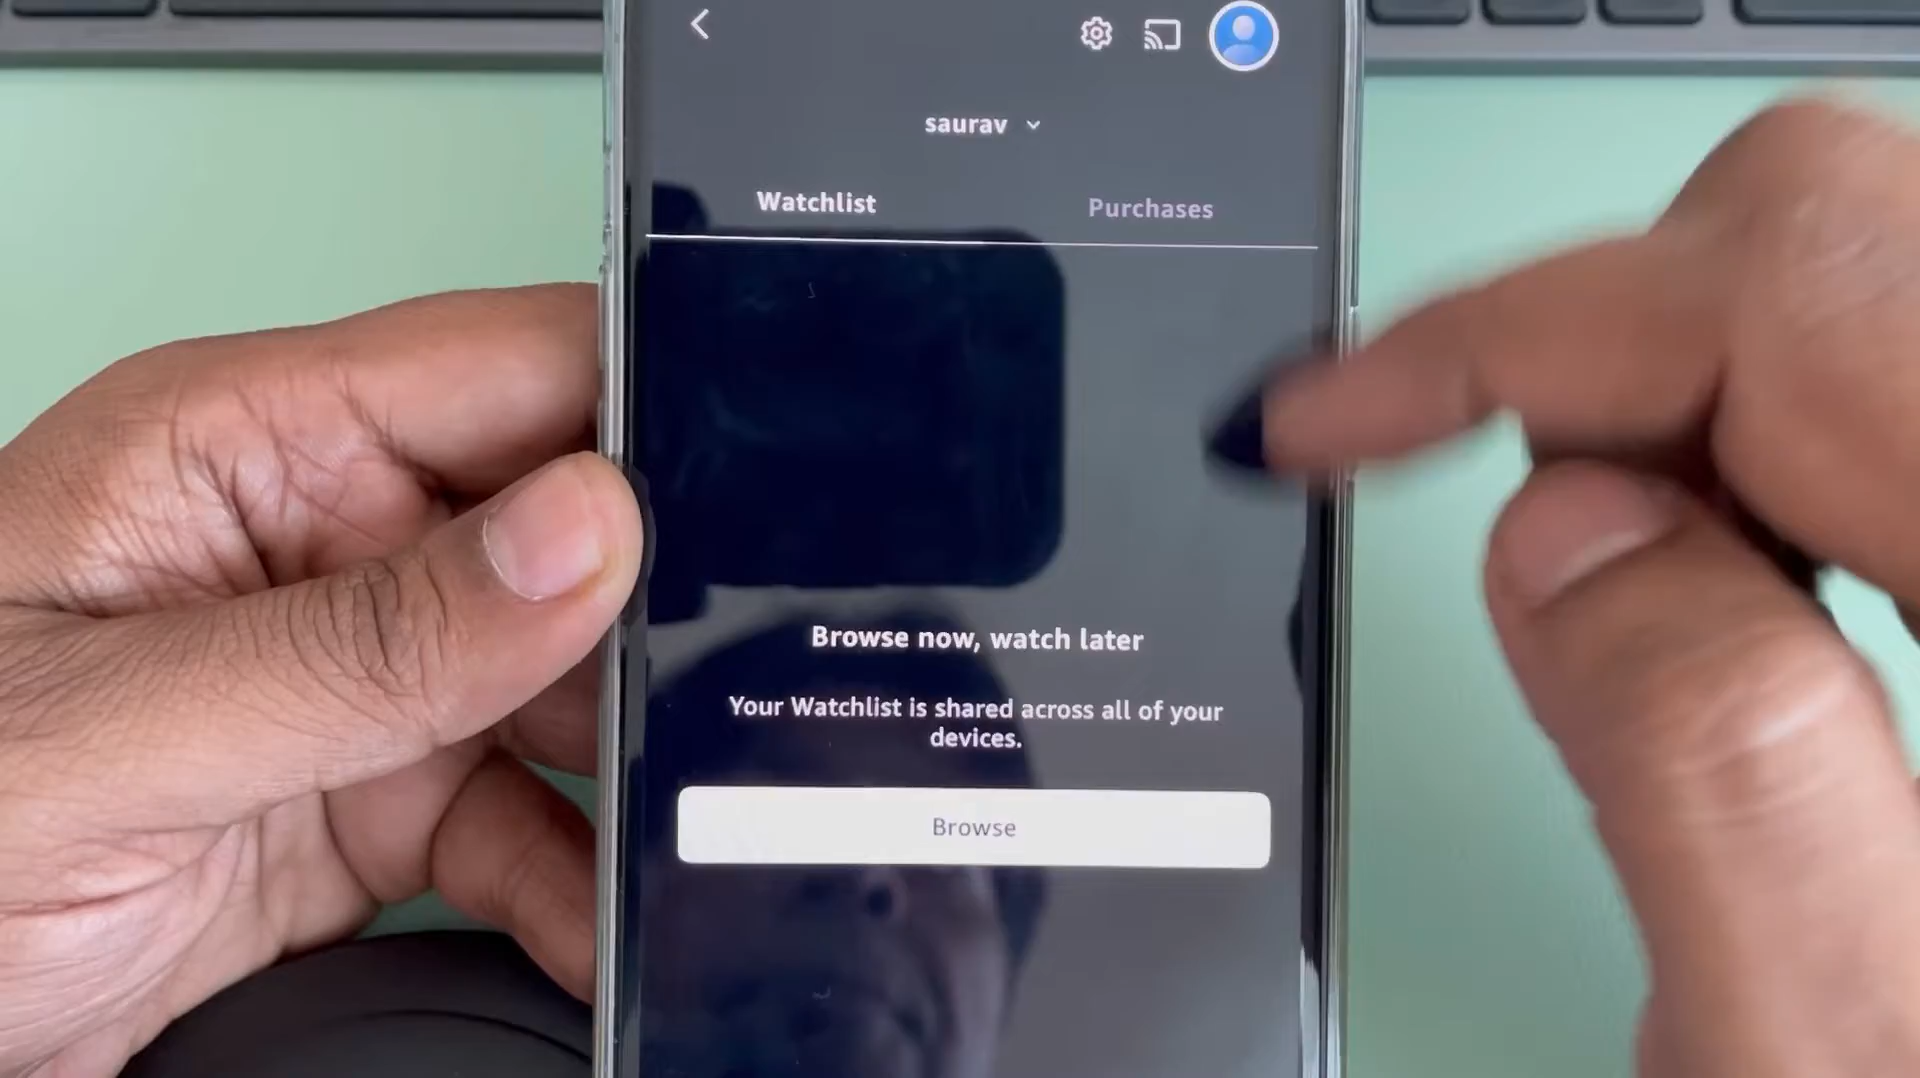 saurav
Watchlist
Purchases
Browse now, watch later
Your Watchlist is shared across all of your
devices.
Browse